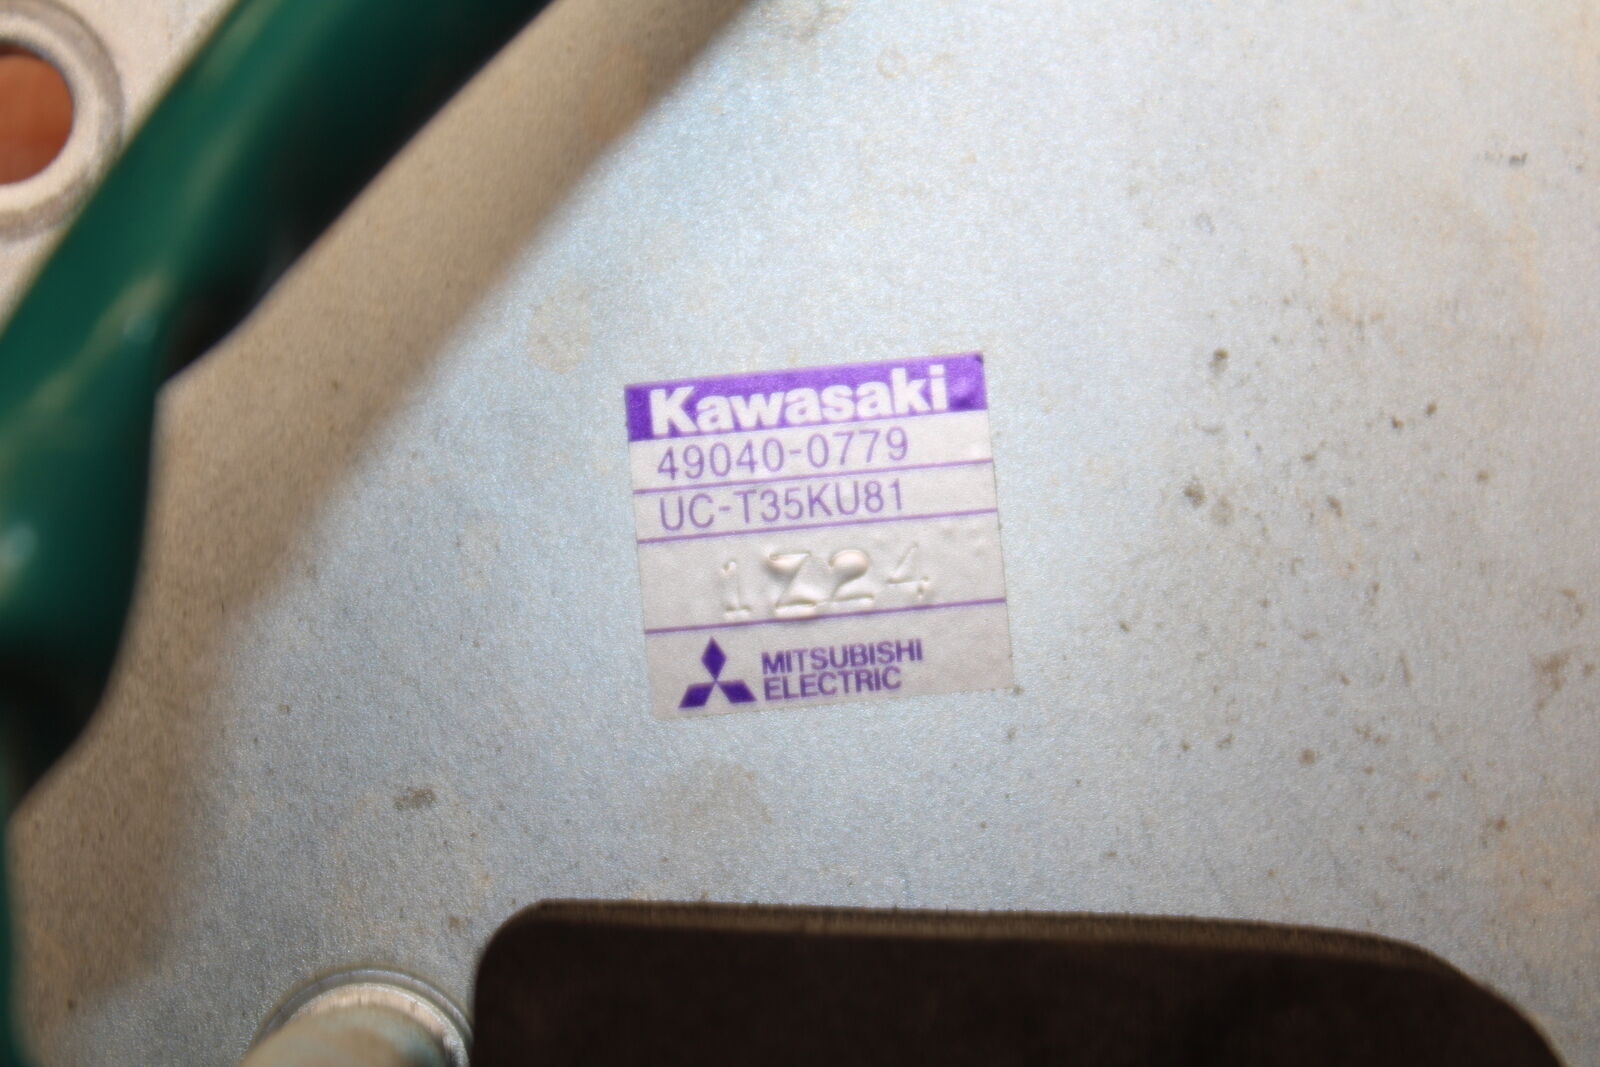 Kawasaki
49040-0779
UC-T35KU81
1Z24
MITSUBISHI
ELECTRIC